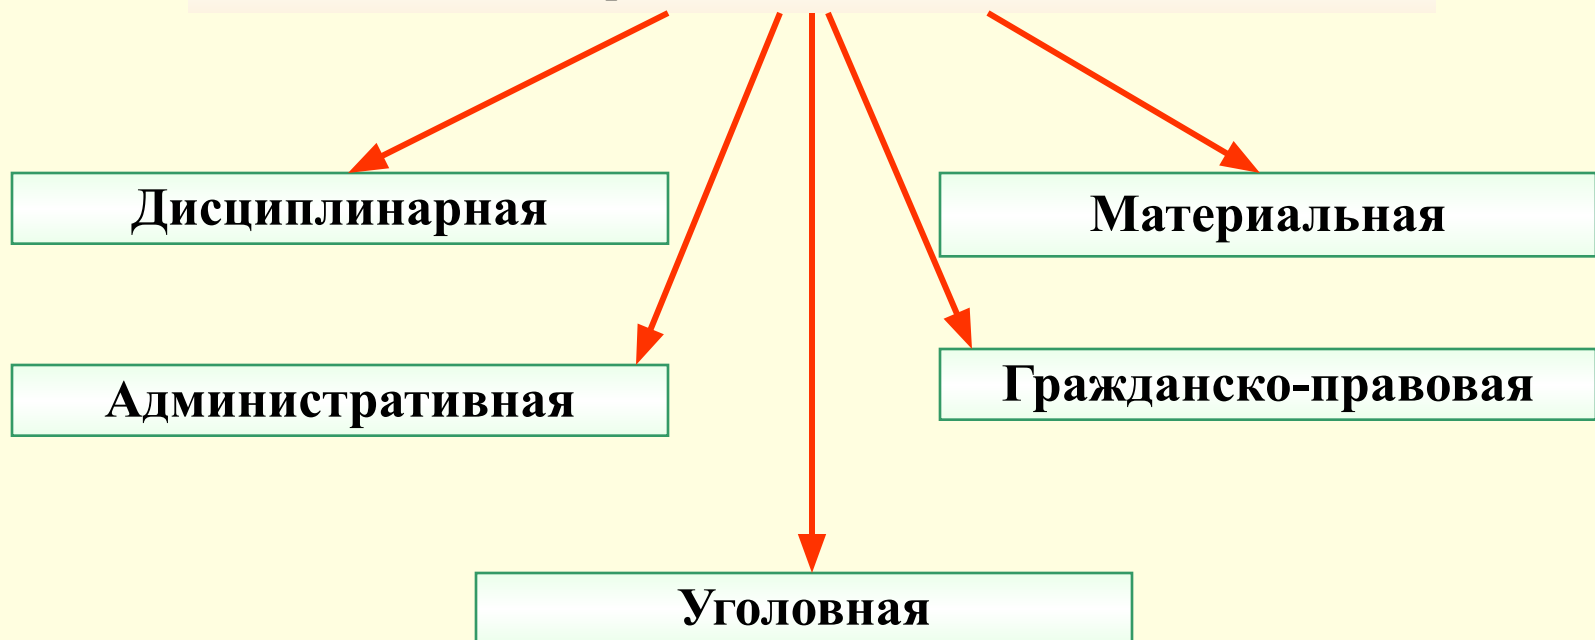 Дисциплинарная
Материальная
Административная
Гражданско-правовая
Уголовная